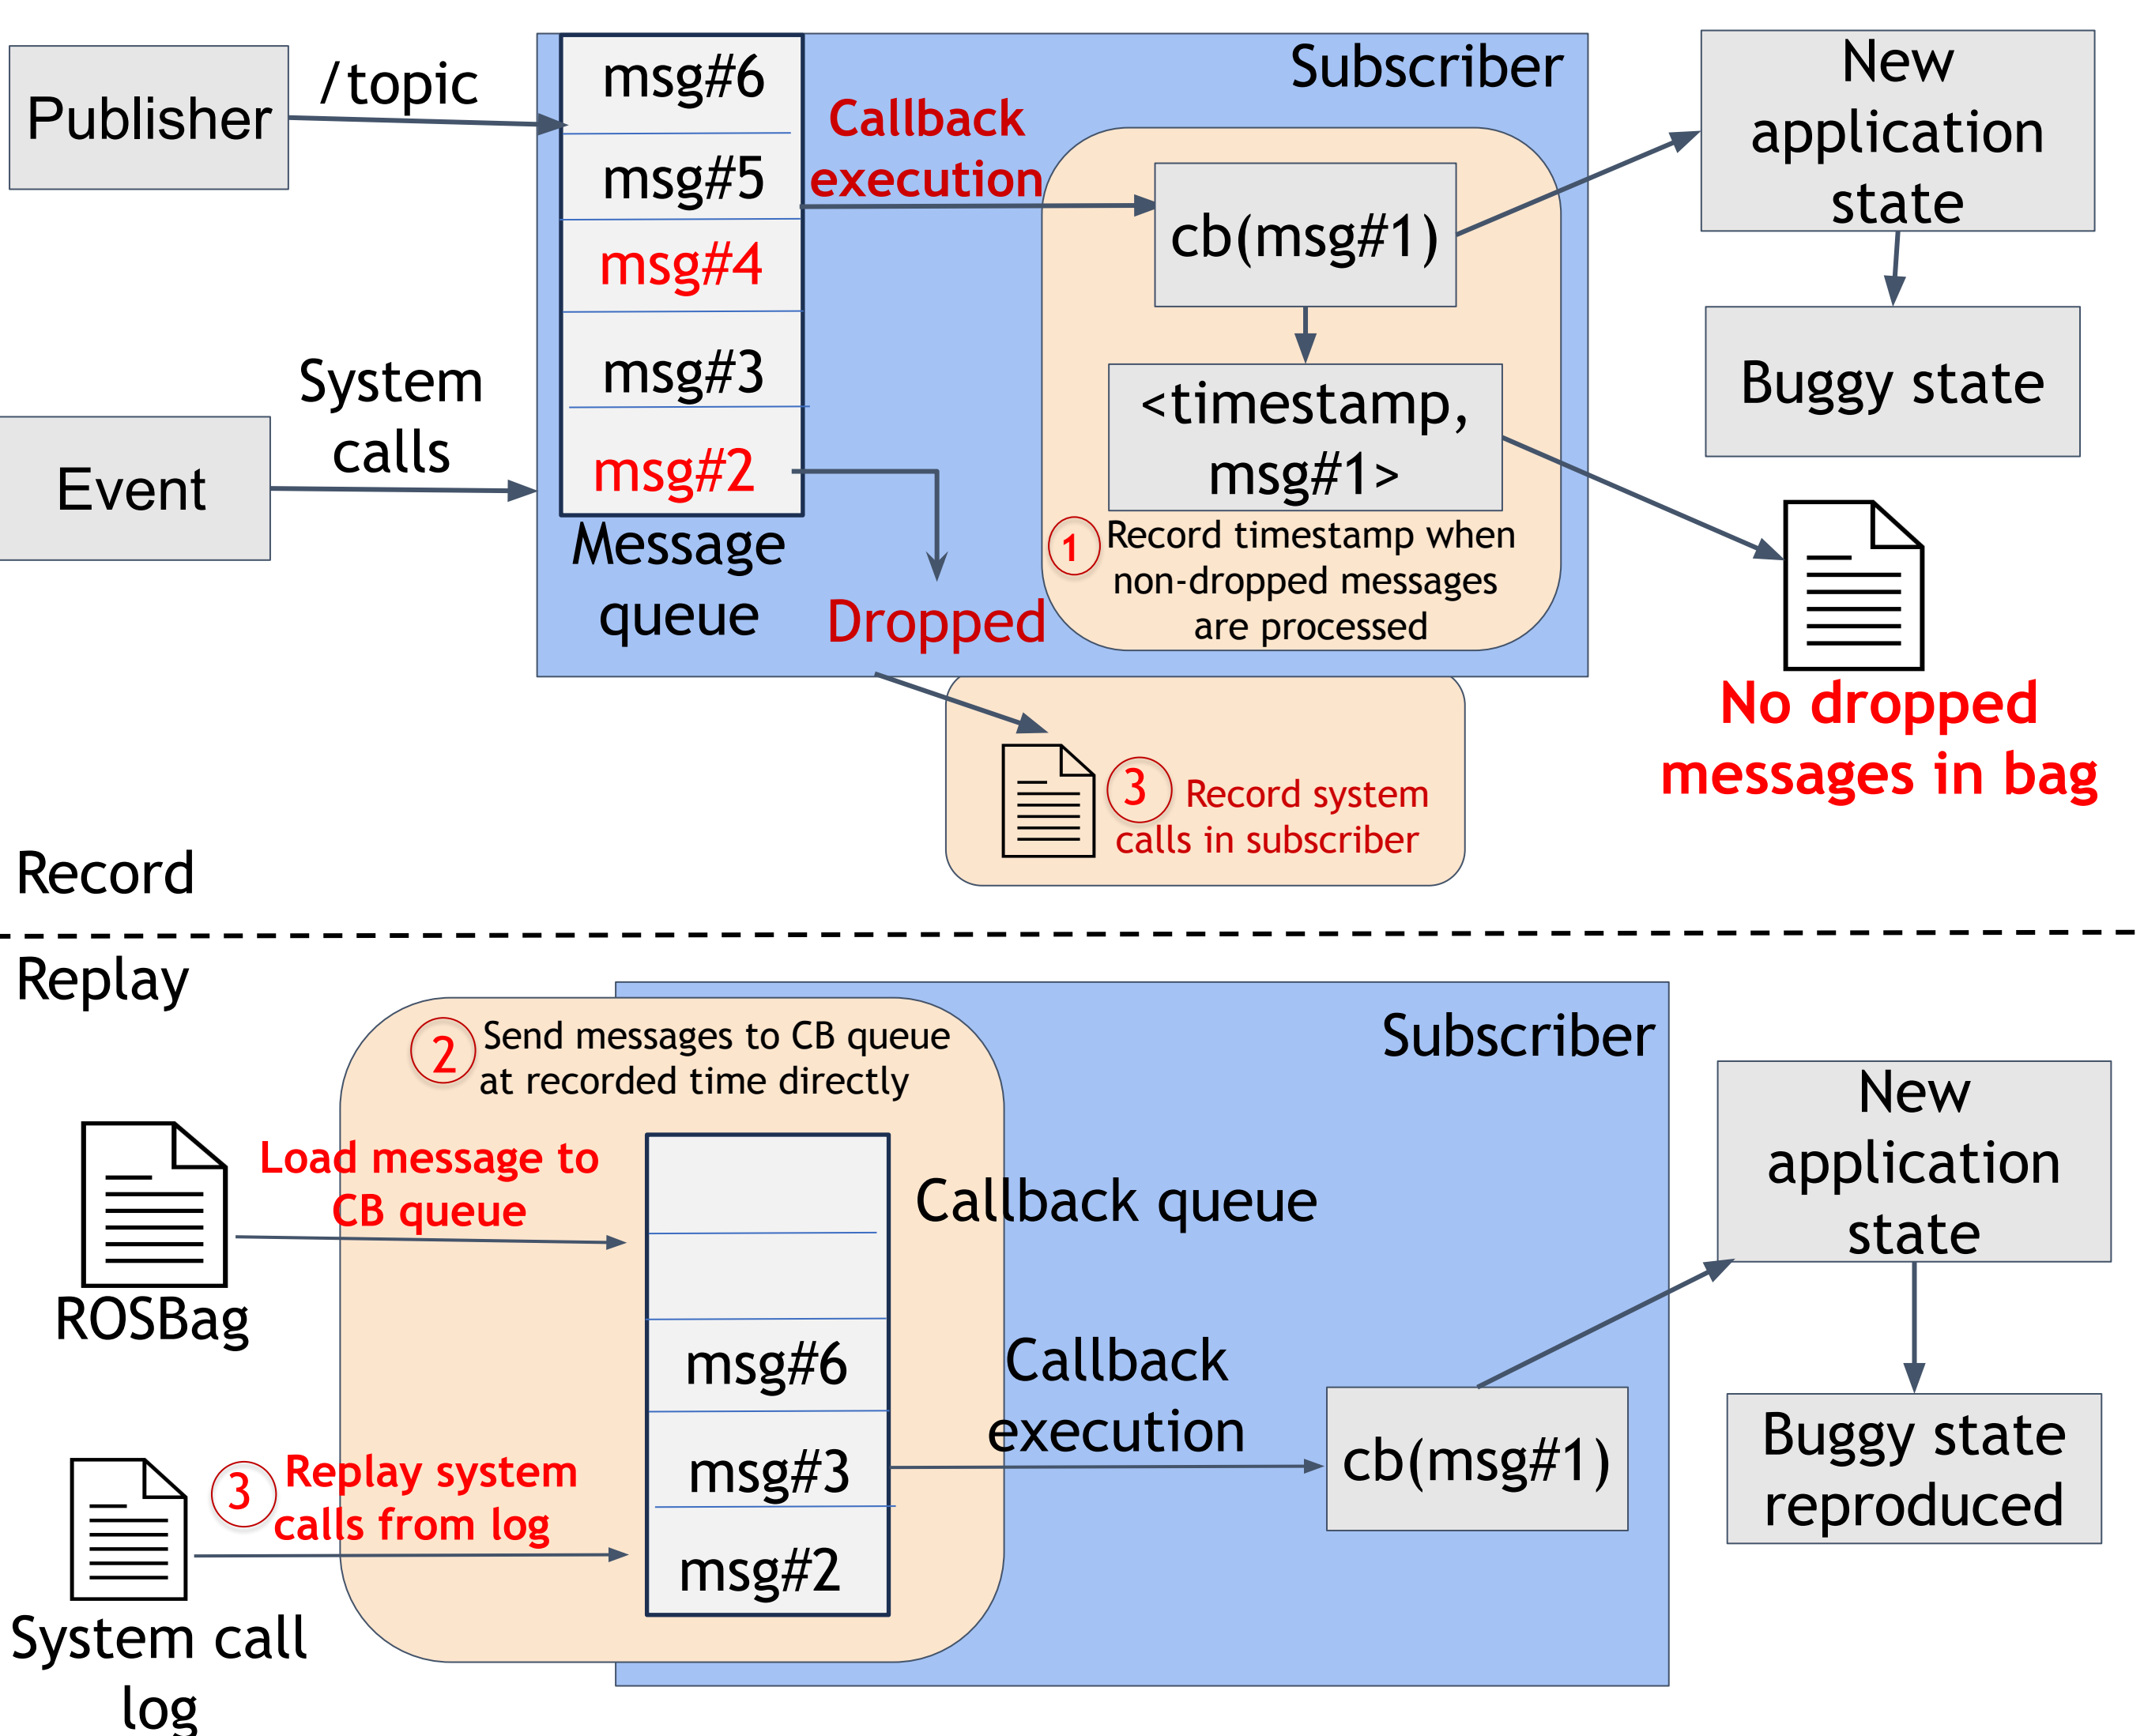 Publisher
/topic
msg#6
msg#5
msg#4
msg#3
msg#2
Message
queue
System
calls
Event
Subscriber
Callback
execution
cb(msg#1)
<timestamp,
msg#1>
1
Record timestamp when
non-dropped messages
are processed
Dropped
3
Record system
calls in subscriber
New
application
state
Buggy state
No dropped
messages in bag
Record
Replay
2
Send messages to CB queue
at recorded time directly
Subscriber
Load message to
CB queue
ROSBag
3
Replay system
calls from log
System call
log
Callback queue
msg#6
msg#3
msg#2
Callback
execution
cb(msg#1)
New
application
state
Buggy state
reproduced